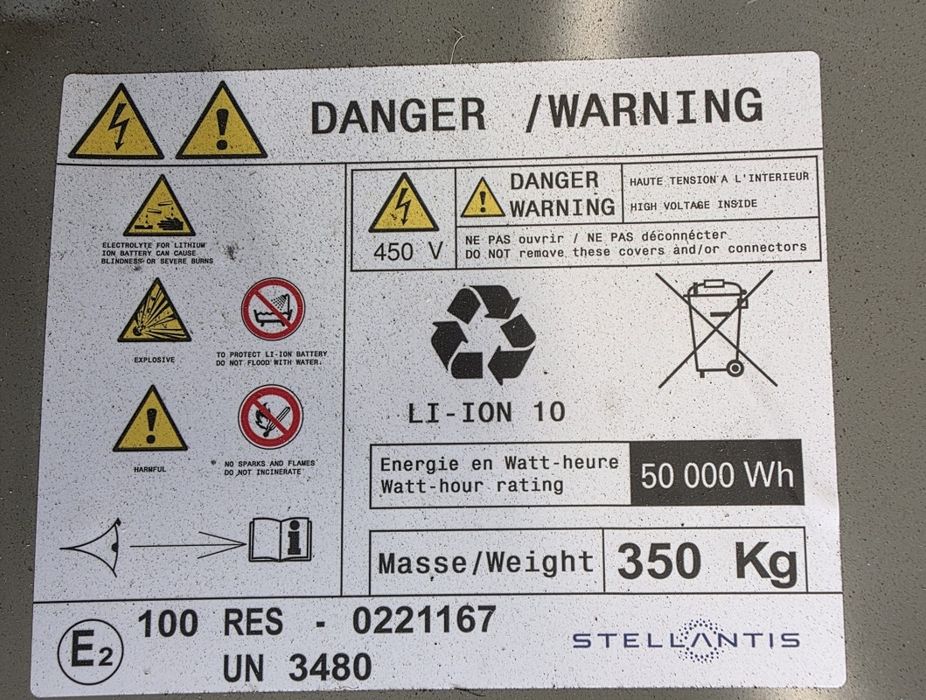 DANGER /WARNING
ELECTROLYTE FOR LITHIUM
ION BATTERY CAN CAUSE
BLINDNESS OR SEVERE BURNS
EXPLOSIVE
TO PROTECT LI-ION BATTERY
DO NOT FLOOD WITH WATER.
HARMFUL
NO SPARKS AND FLAMES
DO NOT INCINERATE
i
450 V
DANGER
WARNING
HAUTE TENSION A L'INTERIEUR
HIGH VOLTAGE INSIDE
NE PAS ouvrir / NE PAS déconnécter
DO NOT remove these covers and/or connectors
LI-ION 10
Energie en Watt-heure
Watt-hour rating
50 000 Wh
Masse/Weight
350 Kg
E2
100 RES - 0221167
UN 3480
STELLANTIS